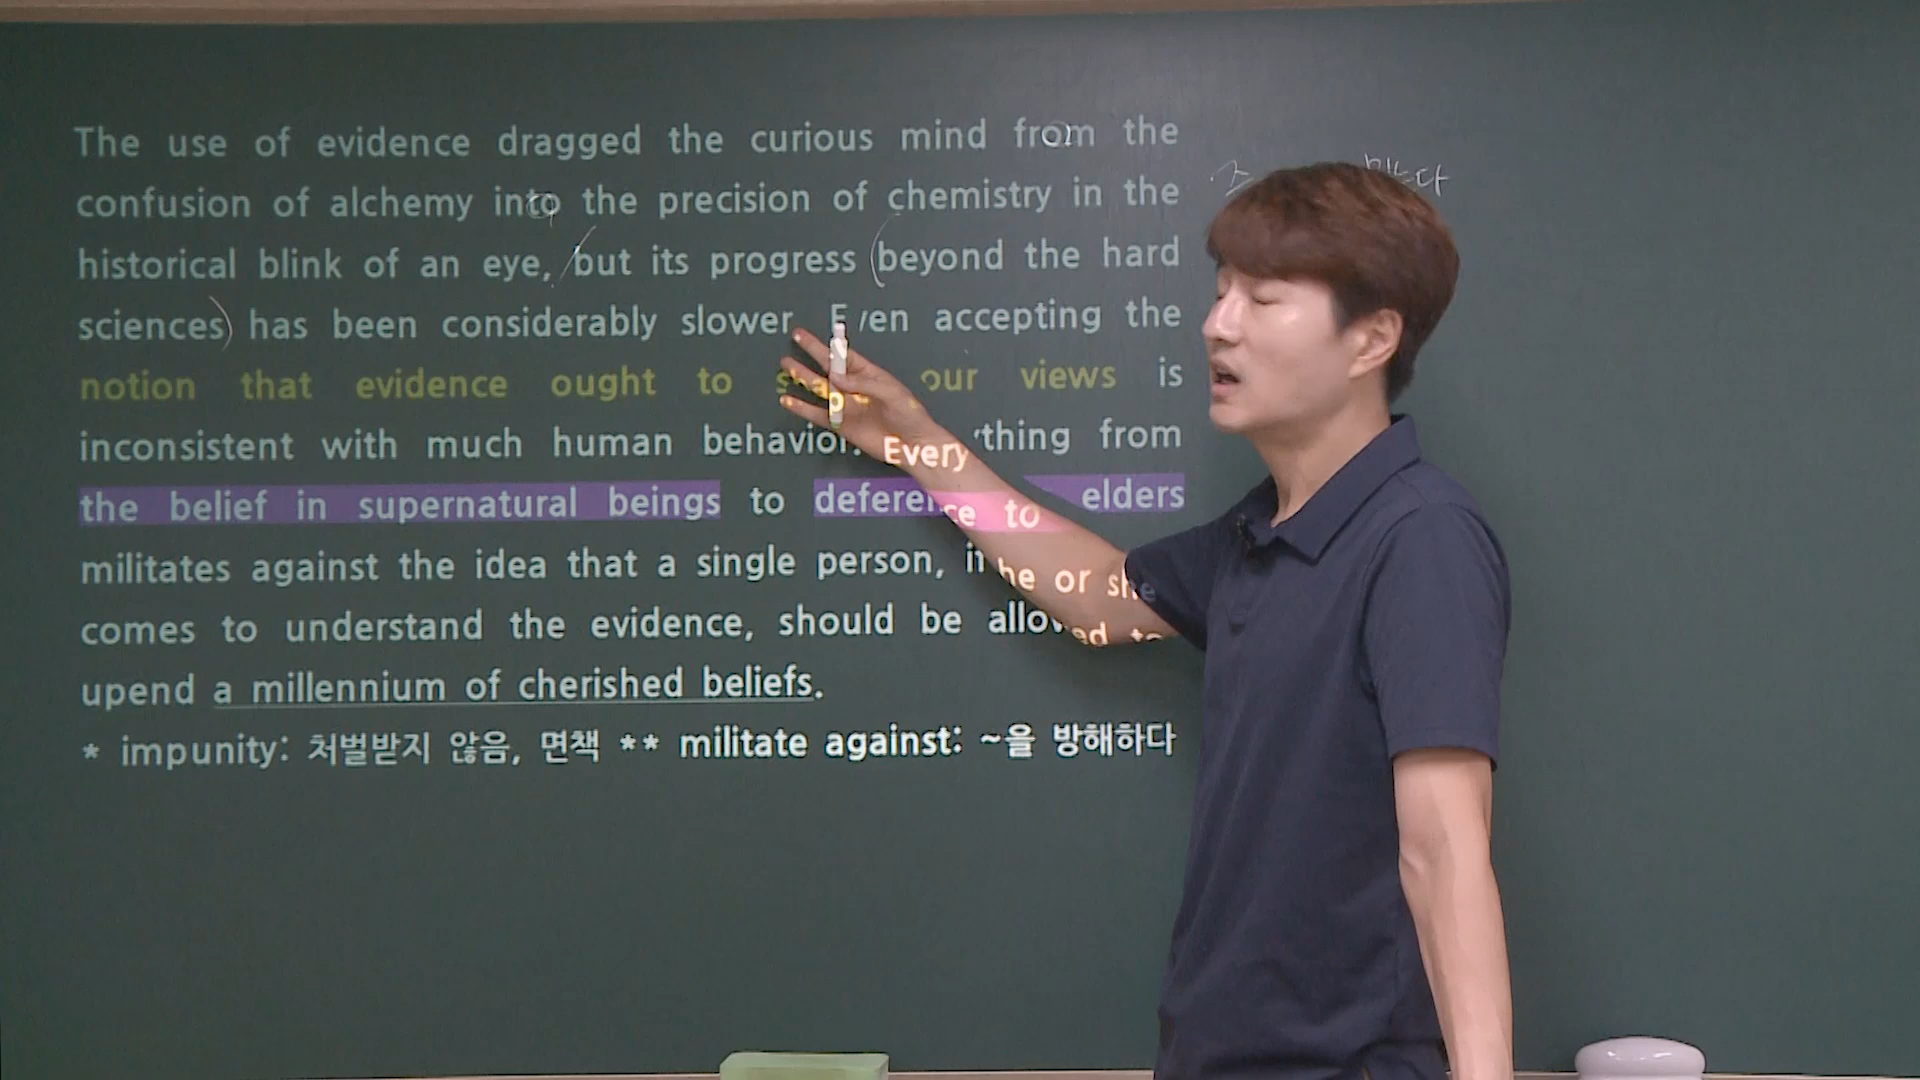 The use of evidence dragged the curious mind from the
confusion of alchemy into the precision of chemistry in the
historical blink of an eye, but its progress (beyond the hard
sciences) has been considerably slower. Even accepting the
notion that evidence ought to shape our views is
inconsistent with much human behavior. Everything from
the belief in supernatural beings to deference to elders
militates against the idea that a single person, if he or she
comes to understand the evidence, should be allowed to
upend a millennium of cherished beliefs.
* impunity: 처벌받지 않음, 면책 ** militate against: ~을 방해하다